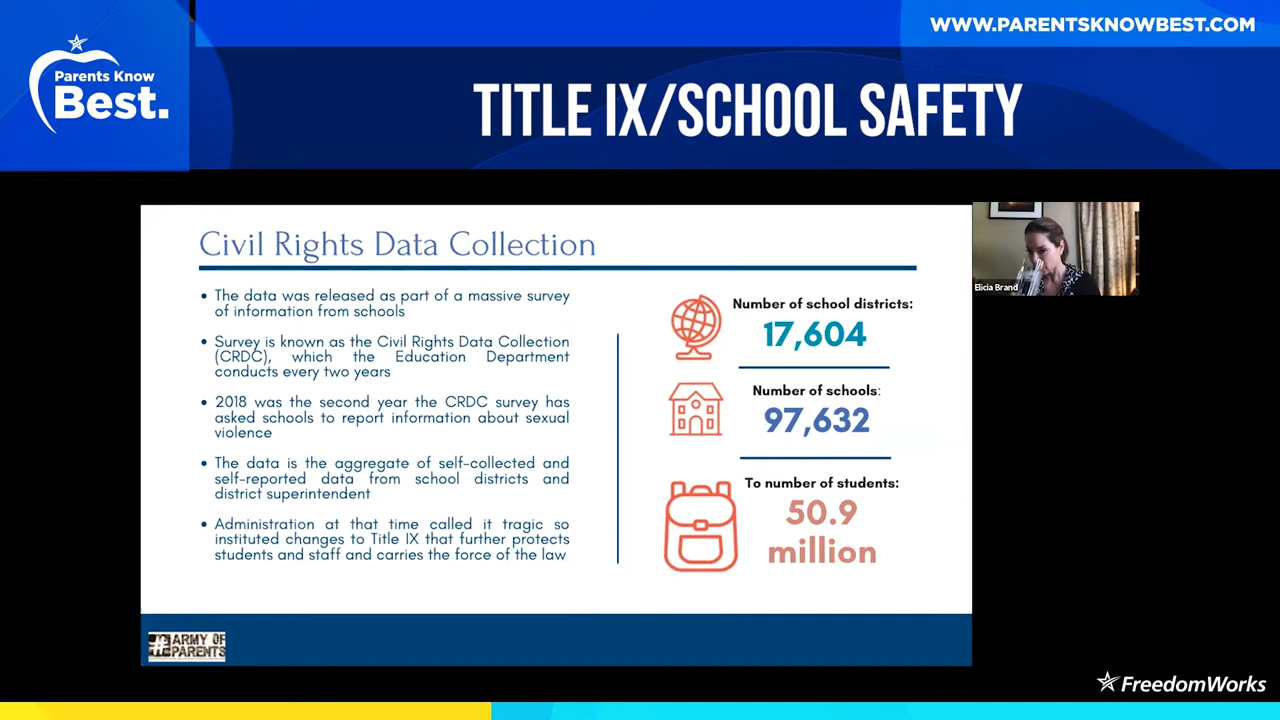 WWW.PARENTSKNOWBEST.COM
Parents Know
Best.
TITLE IX/SCHOOL SAFETY
Civil Rights Data Collection
• The data was released as part of a massive survey
of information from schools
• Survey is known as the Civil Rights Data Collection
(CRDC), which the Education Department
conducts every two years
• 2018 was the second year the CRDC survey has
asked schools to report information about sexual
violence
• The data is the aggregate of self-collected and
self-reported data from school districts and
district superintendent
• Administration at that time called it tragic so
instituted changes to Title IX that further protects
students and staff and carries the force of the law
Number of school districts:
17,604
Number of schools:
97,632
To number of students:
50.9
million
Elicia Brand
# ARMY OF
PARENTS
FreedomWorks